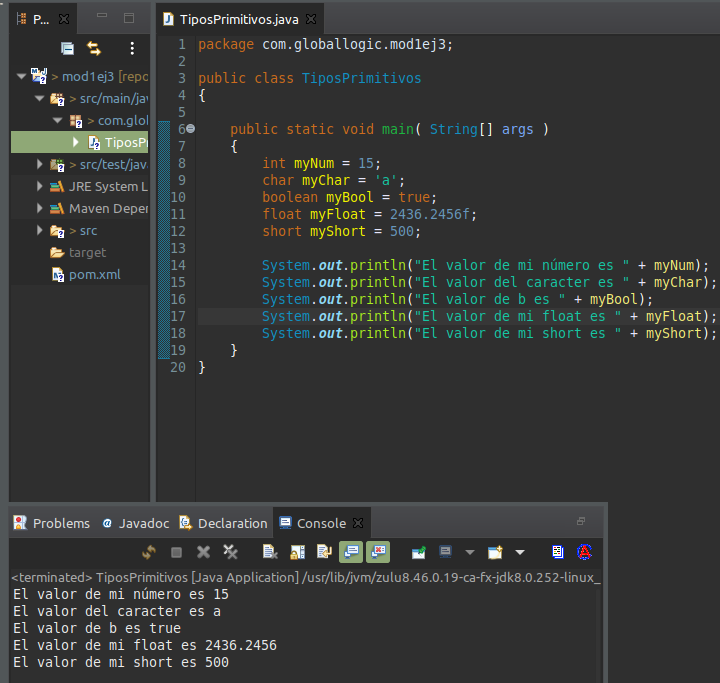 P...
TiposPrimitivos.java
mod1ej3 [repo
> src/main/jav
> com.glol
TiposPr
> src/test/java
JRE System L
Maven Deper
> src
target
pom.xml
1 package com.globallogic.mod1ej3;
2
3 public class TiposPrimitivos
4 {
5
6 public static void main( String[] args )
7 {
8 int myNum = 15;
9 char myChar = 'a';
10 boolean myBool = true;
11 float myFloat = 2436.2456f;
12 short myShort = 500;
13
14 System.out.println("El valor de mi número es " + myNum);
15 System.out.println("El valor del caracter es " + myChar);
16 System.out.println("El valor de b es " + myBool);
17 System.out.println("El valor de mi float es " + myFloat);
18 System.out.println("El valor de mi short es " + myShort);
19 }
20 }
Problems @ Javadoc Declaration Console
<terminated> TiposPrimitivos [Java Application] /usr/lib/jvm/zulu8.46.0.19-ca-fx-jdk8.0.252-linux_
El valor de mi número es 15
El valor del caracter es a
El valor de b es true
El valor de mi float es 2436.2456
El valor de mi short es 500